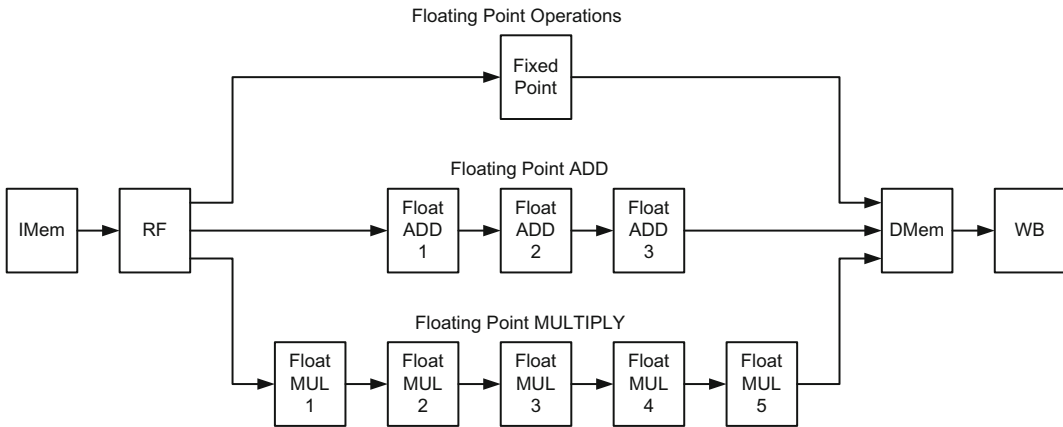 Floating Point Operations
Fixed
Point
Floating Point ADD
IMem
RF
Float
ADD
1
Float
ADD
2
Float
ADD
3
DMem
WB
Floating Point MULTIPLY
Float
MUL
1
Float
MUL
2
Float
MUL
3
Float
MUL
4
Float
MUL
5